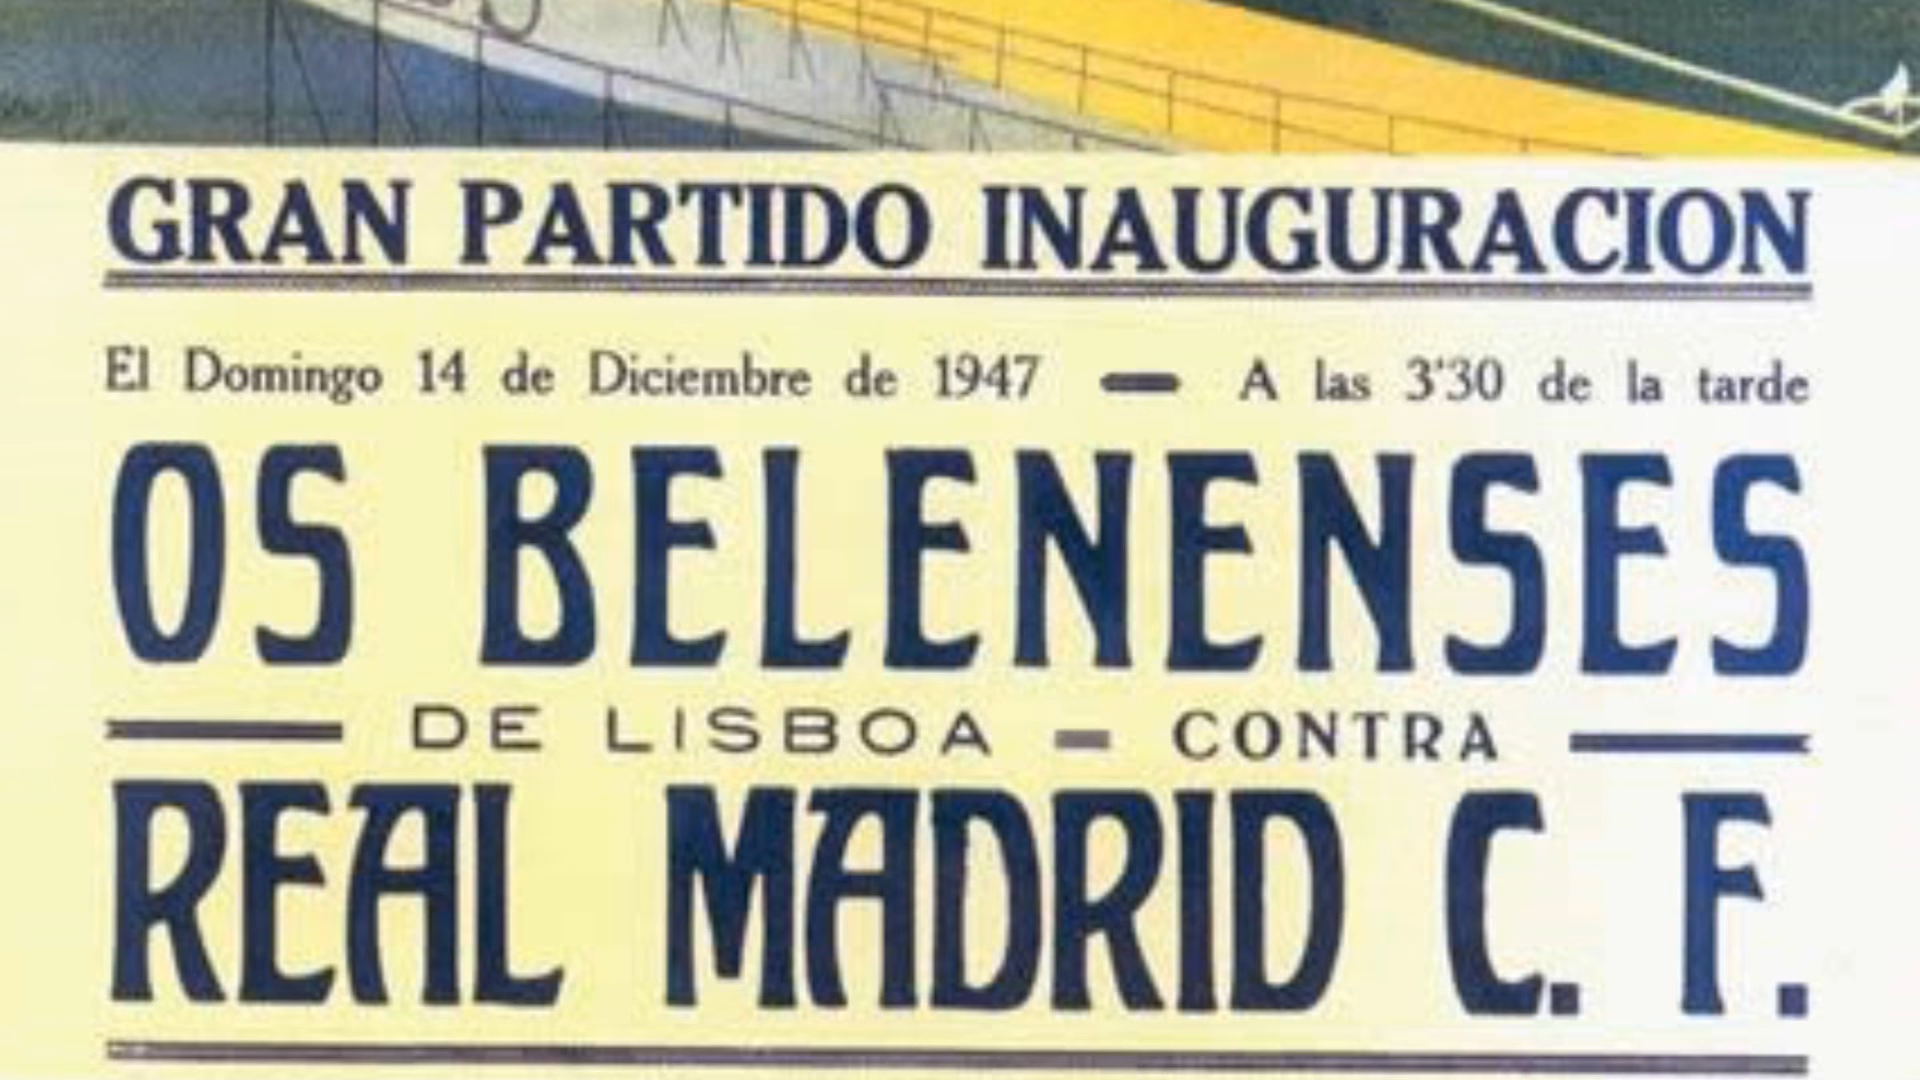 GRAN PARTIDO INAUGURACION
El Domingo 14 de Diciembre de 1947 — A las 3'30 de la tarde
OS BELENENSES
DE LISBOA - CONTRA
REAL MADRID C. F.